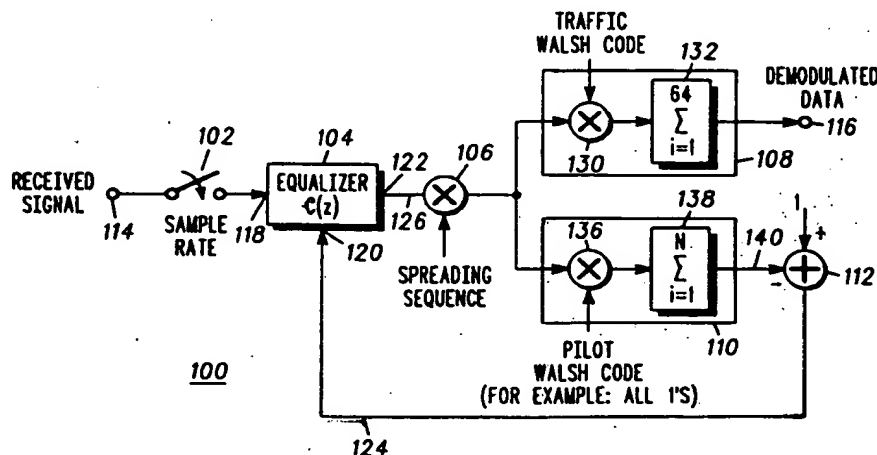 TRAFFIC
WALSH CODE
132
DEMODULATED
DATA
64
Σ
i=1
116
130
108
102
104
122
106
RECEIVED
SIGNAL
EQUALIZER
C(z)
114
SAMPLE
RATE
118
120
126
SPREADING
SEQUENCE
136
138
N
Σ
i=1
140
1
+
-
112
110
PILOT
WALSH CODE
(FOR EXAMPLE: ALL 1'S)
100
124